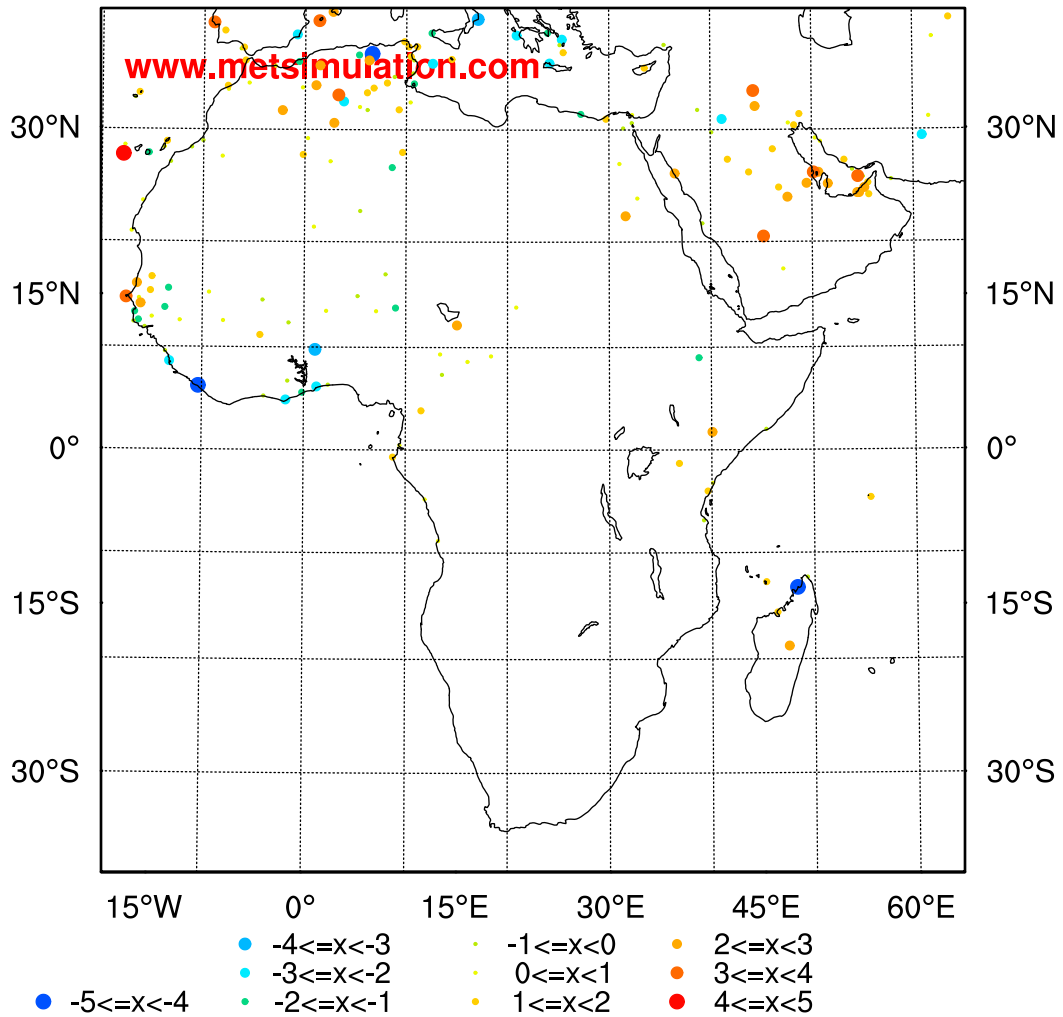 www.metsimulation.com
30°N 30°N
15°N 15°N
0° 0°
15°S 15°S
30°S 30°S
15°W 0° 15°E 30°E 45°E 60°E
-4<=x<-3 -1<=x<0 2<=x<3
-3<=x<-2 0<=x<1 3<=x<4
-5<=x<-4 -2<=x<-1 1<=x<2 4<=x<5